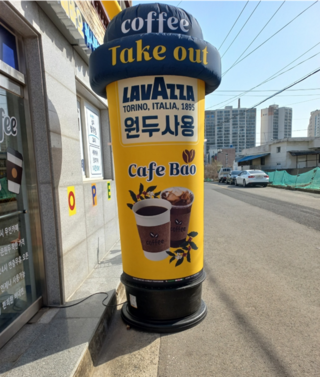 coffee
Take out
LAVAZZA
TORINO, ITALIA, 1895
원두사용
Cafe Bao